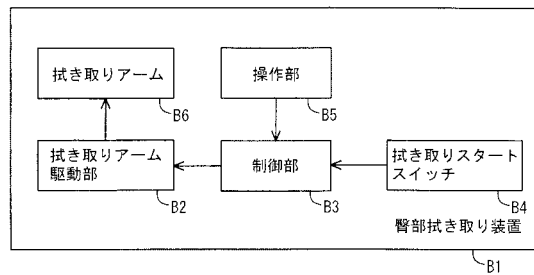 拭き取りアーム
B6
操作部
B5
拭き取りアーム
駆動部
B2
制御部
B3
拭き取りスタート
スイッチ
B4
臀部拭き取り装置
B1